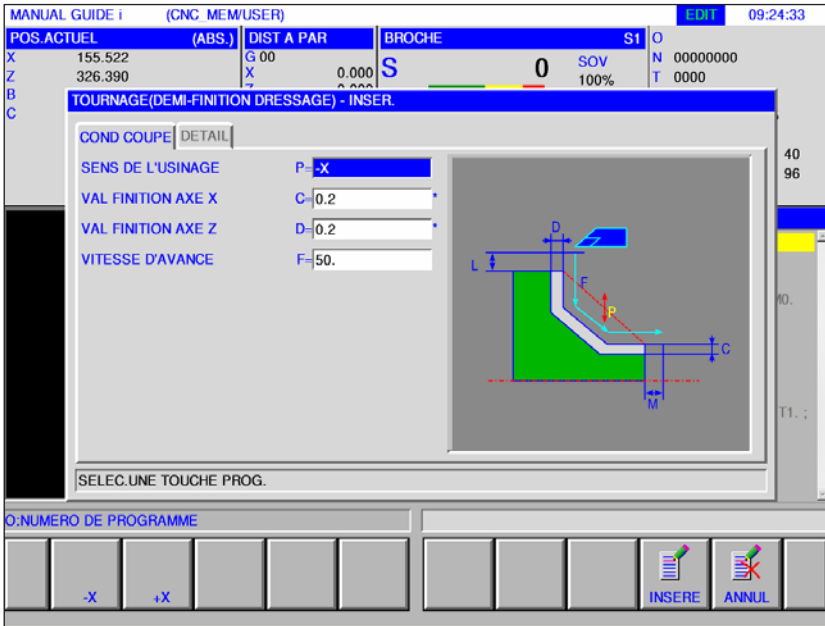 MANUAL GUIDE i (CNC_MEM/USER) EDIT 09:24:33
POS.ACTUEL (ABS.) DIST A PAR BROCHE S1 O
X 155.522 G 00 S 0 SOV N 00000000
Z 326.390 X 0.000 100% T 0000
B
C
TOURNAGE(DEMI-FINITION DRESSAGE) - INSER.
COND COUPE DETAIL
SENS DE L'USINAGE P= -X
VAL FINITION AXE X C= 0.2 *
VAL FINITION AXE Z D= 0.2 *
VITESSE D'AVANCE F= 50.
D
L
F
P
C
M
40
96
M0.
T1. ;
SELEC.UNE TOUCHE PROG.
O:NUMERO DE PROGRAMME
-X +X INSERE ANNUL